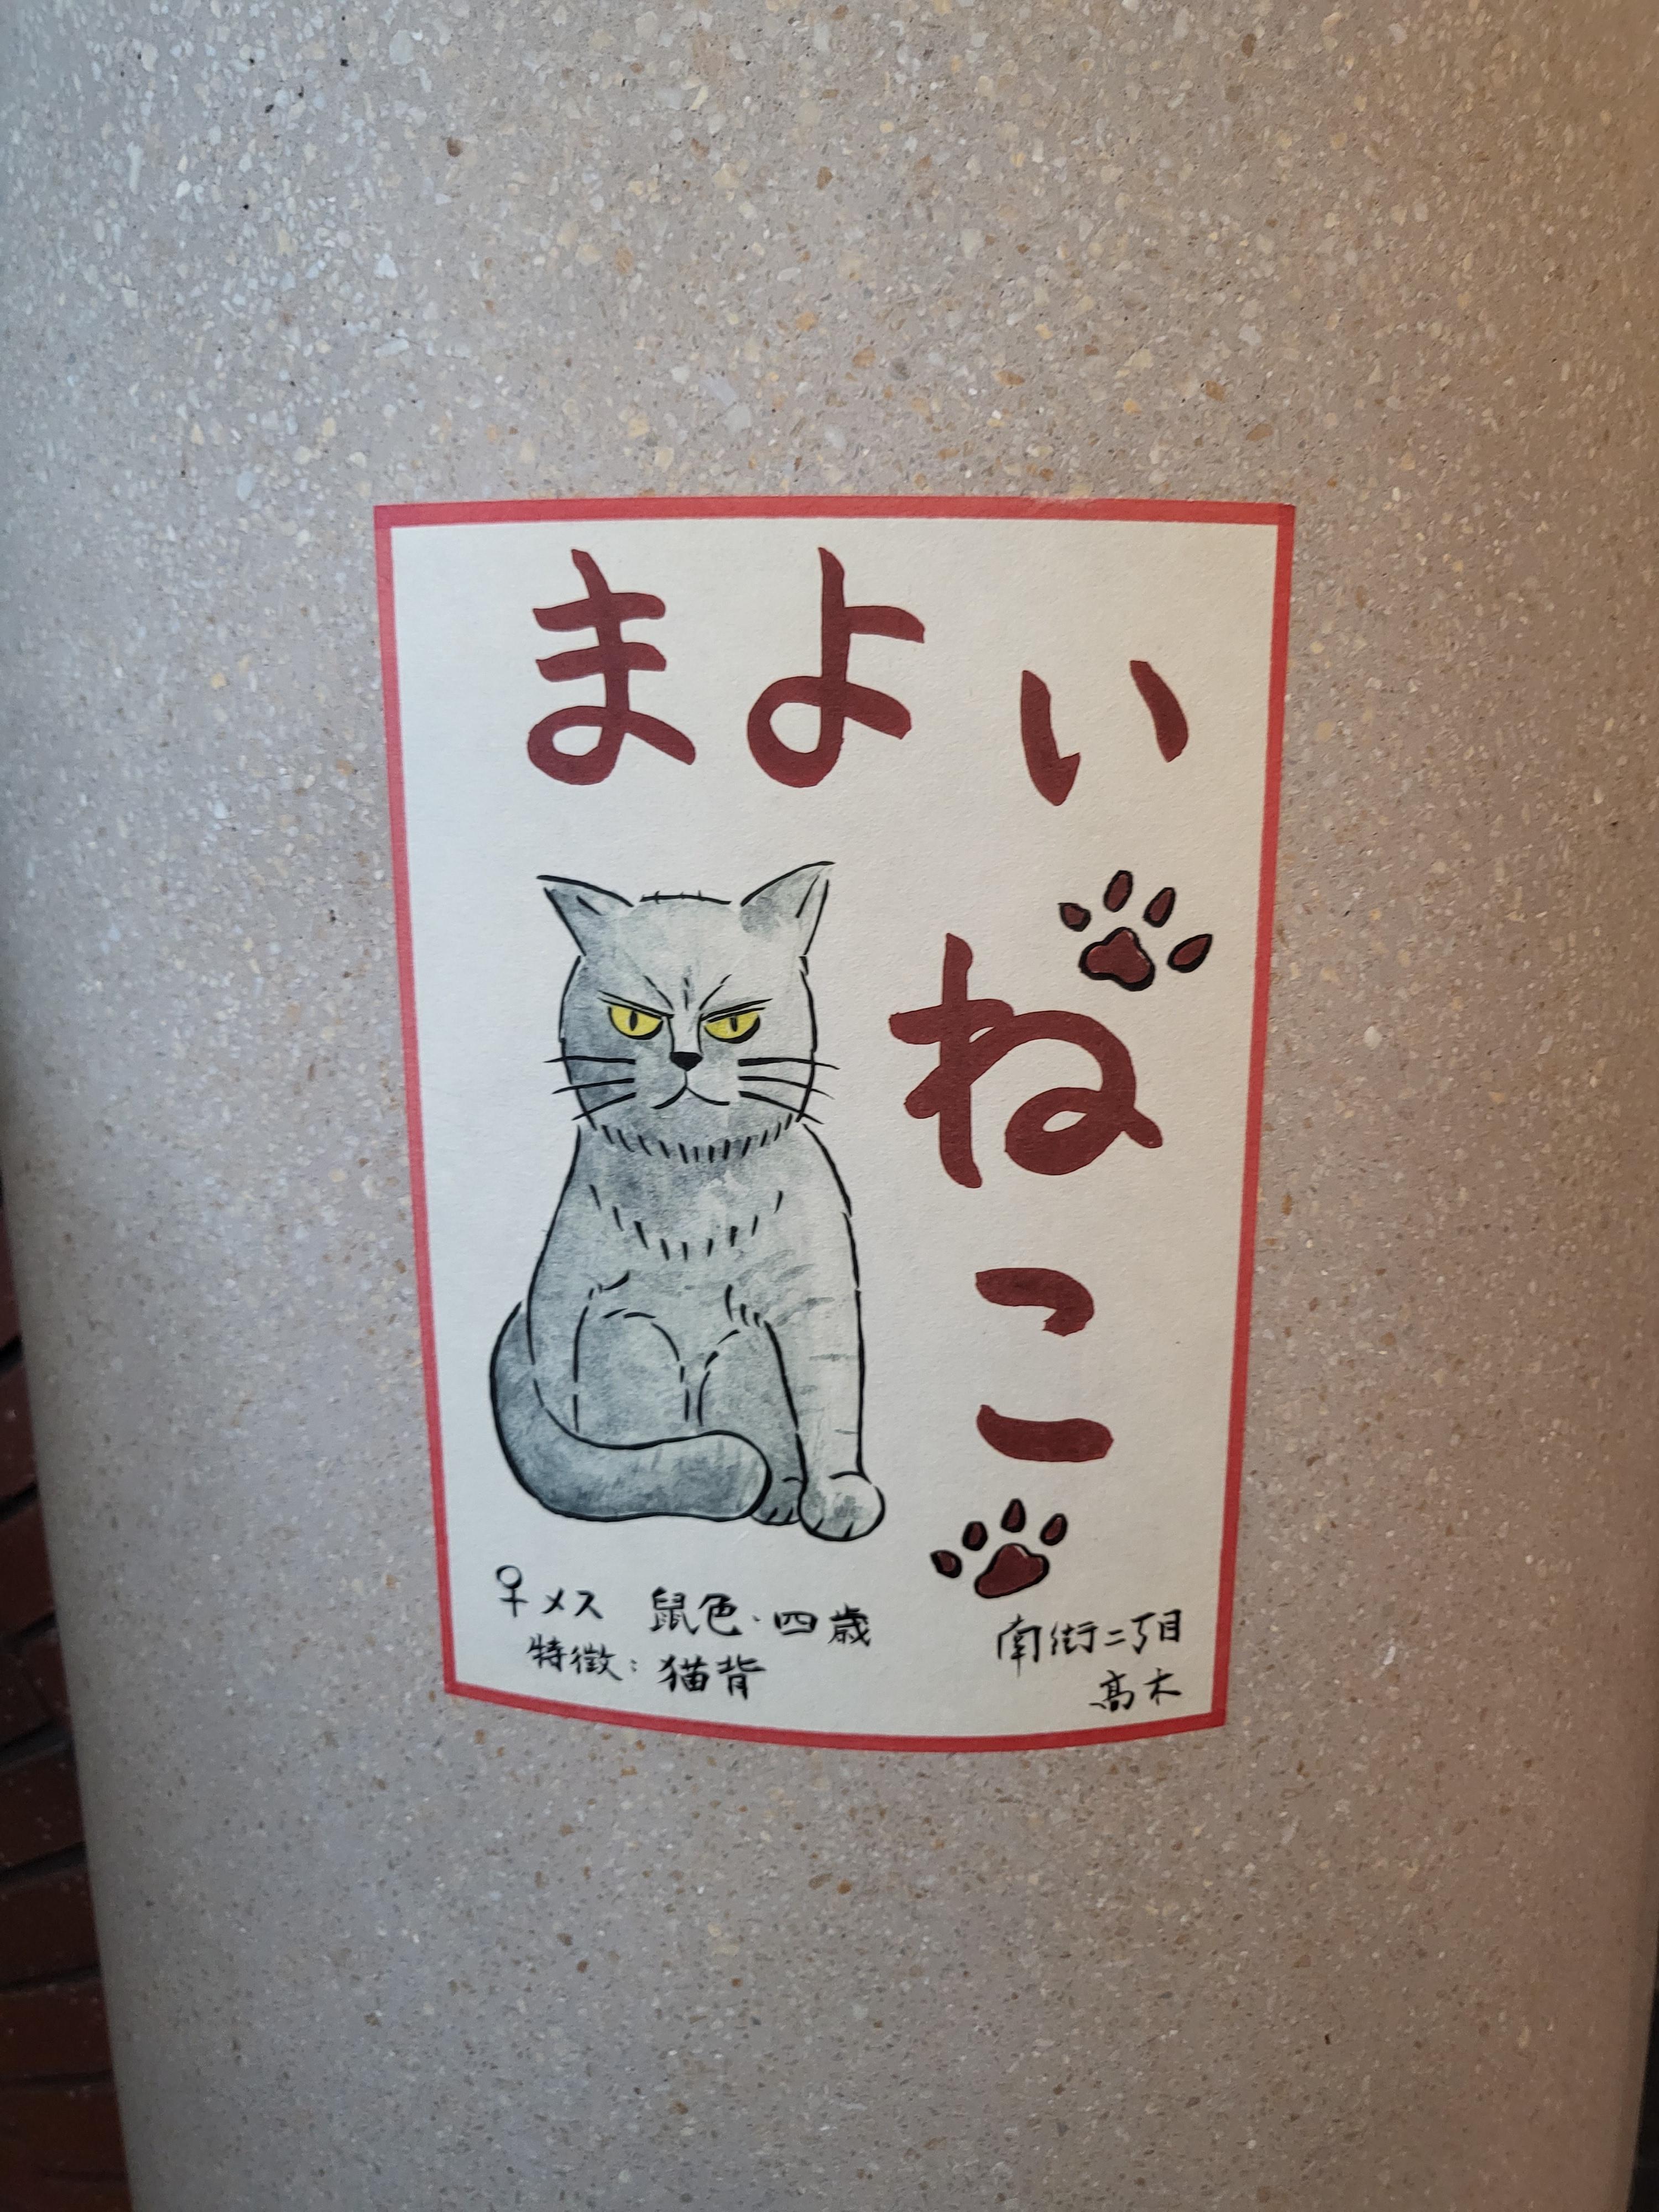 まよい
ねこ
♀メス 鼠色・四歳
特徴：猫背
南街二丁目
髙木